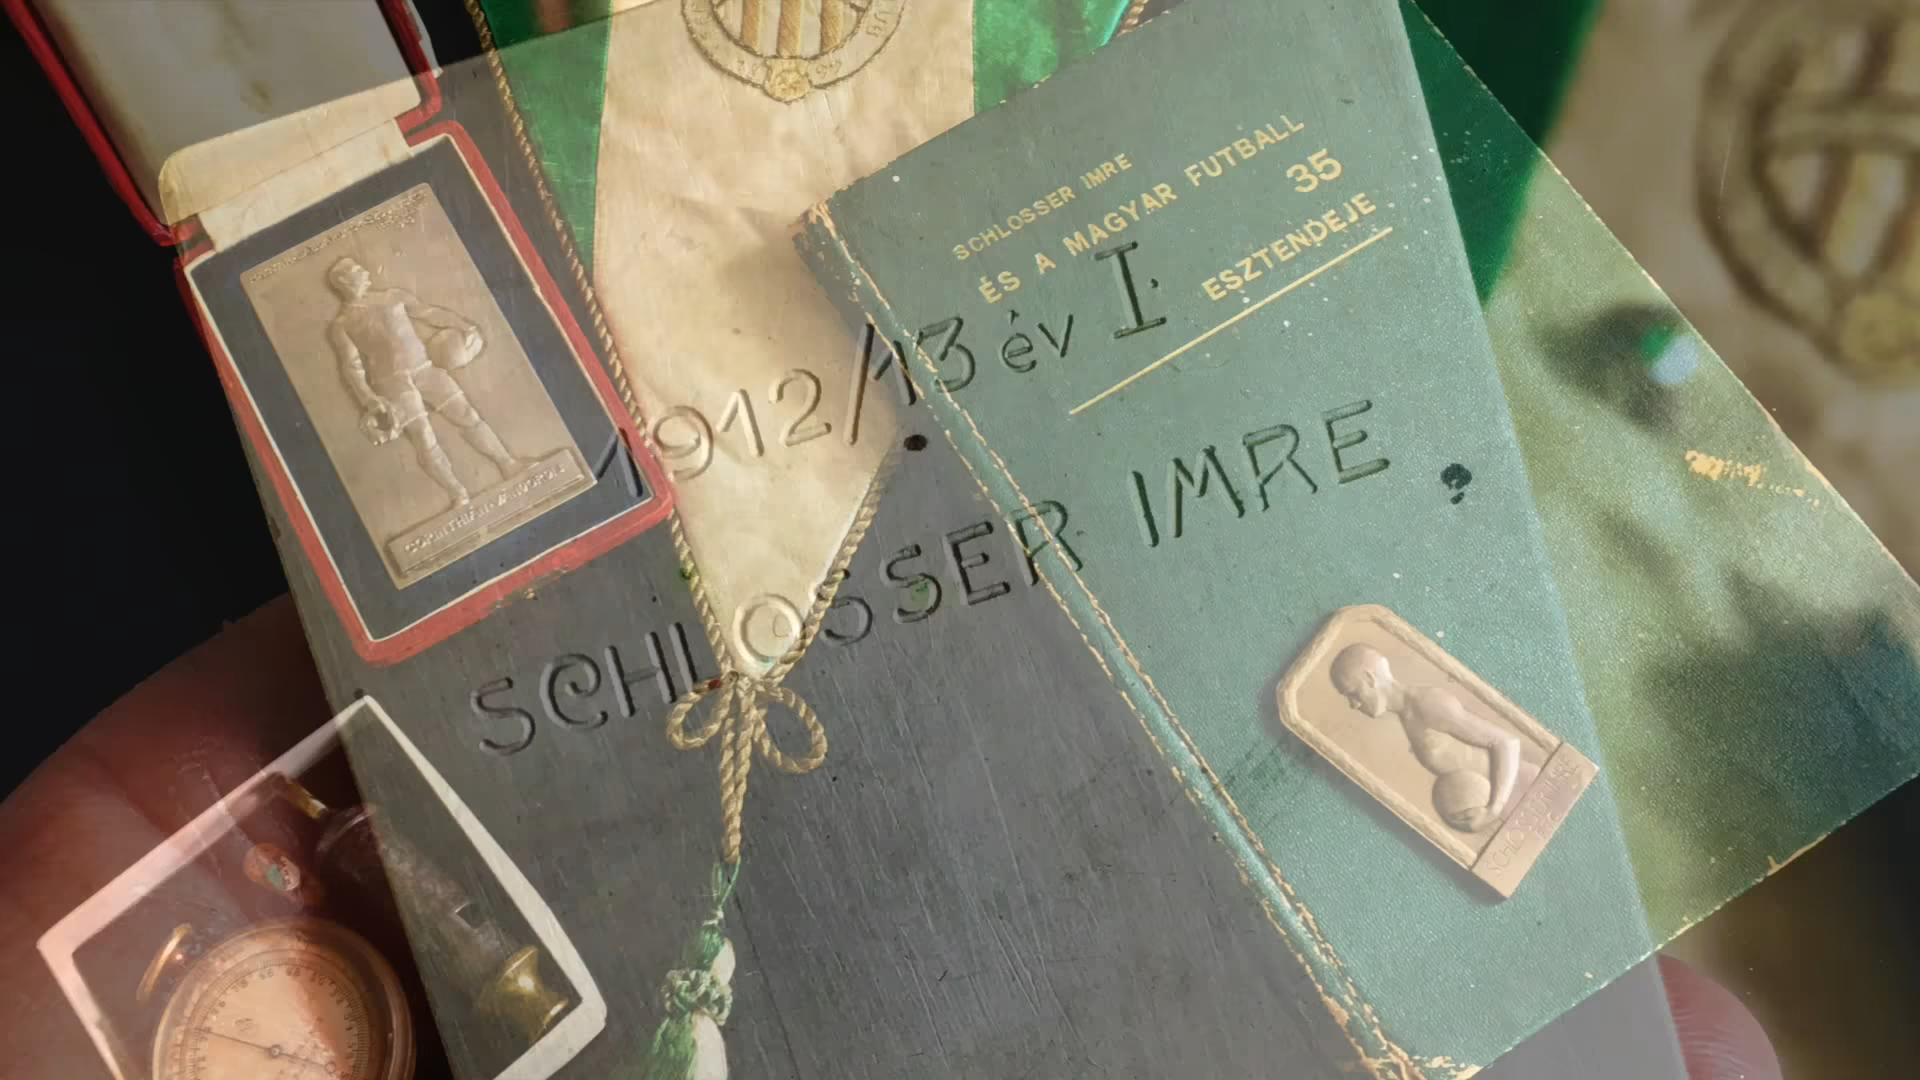 SCHLOSSER IMRE
ÉS A MAGYAR FUTBALL
35
ESZTENDEJE
1912/13 év I.
SCHLOSSER IMRE